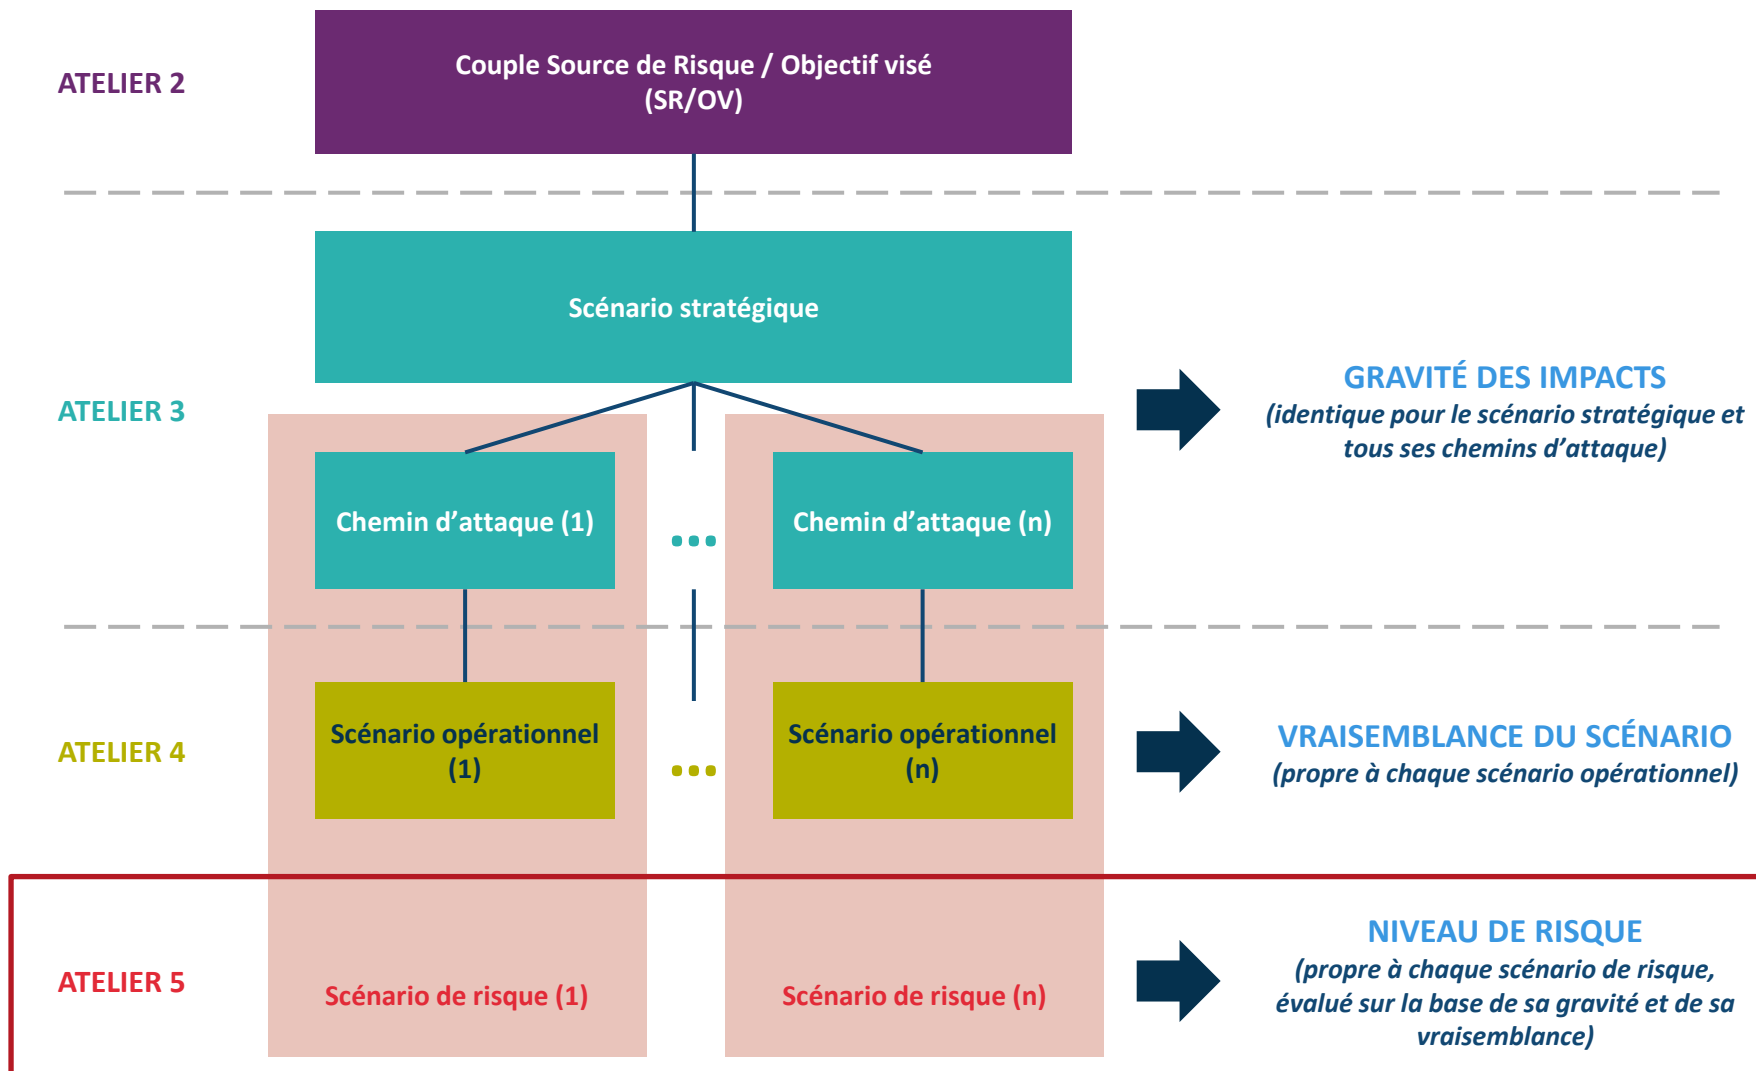 ATELIER 2
Couple Source de Risque / Objectif visé
(SR/OV)
Scénario stratégique
ATELIER 3
GRAVITÉ DES IMPACTS
(identique pour le scénario stratégique et
tous ses chemins d’attaque)
Chemin d’attaque (1)
...
Chemin d’attaque (n)
ATELIER 4
Scénario opérationnel
(1)
...
Scénario opérationnel
(n)
VRAISEMBLANCE DU SCÉNARIO
(propre à chaque scénario opérationnel)
ATELIER 5
Scénario de risque (1)
Scénario de risque (n)
NIVEAU DE RISQUE
(propre à chaque scénario de risque,
évalué sur la base de sa gravité et de sa
vraisemblance)